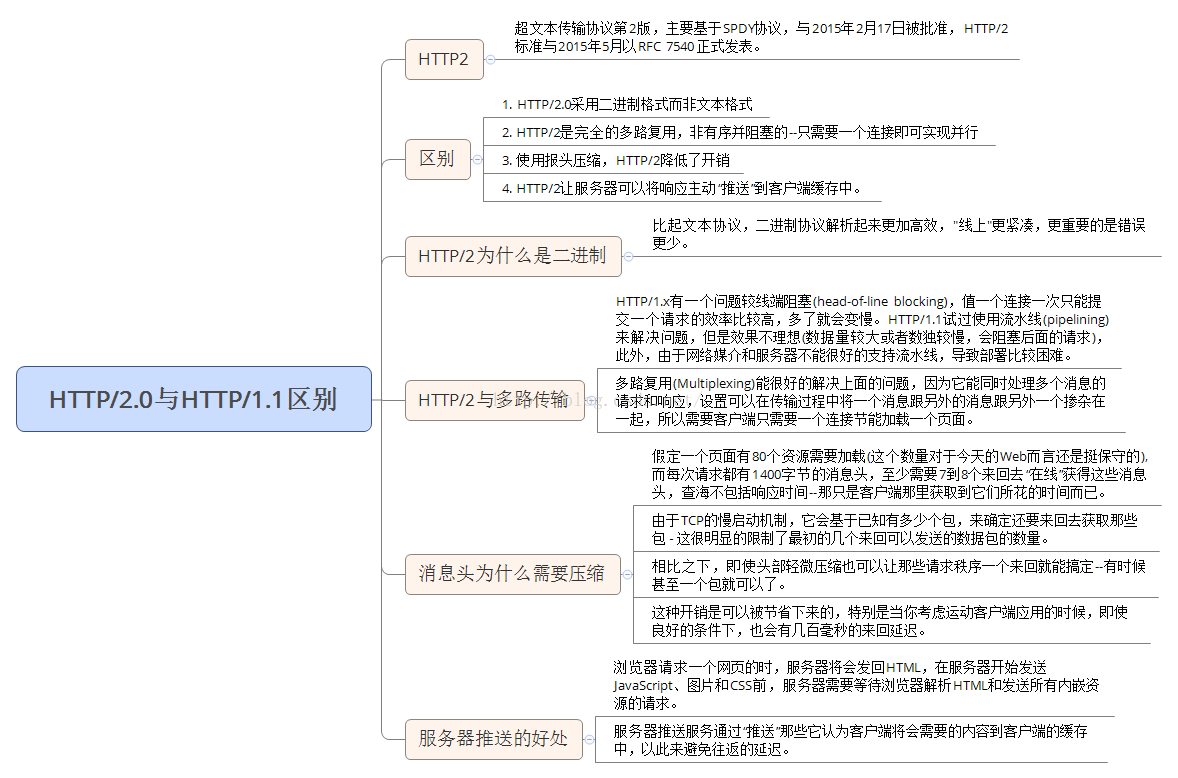 HTTP/2.0与HTTP/1.1区别
HTTP2
超文本传输协议第2版，主要基于SPDY协议，与2015年2月17日被批准，HTTP/2
标准与2015年5月以RFC 7540正式发表。
区别
1. HTTP/2.0采用二进制格式而非文本格式
2. HTTP/2是完全的多路复用，非有序并阻塞的--只需要一个连接即可实现并行
3. 使用报头压缩，HTTP/2降低了开销
4. HTTP/2让服务器可以将响应主动“推送”到客户端缓存中。
HTTP/2为什么是二进制
比起文本协议，二进制协议解析起来更加高效，"线上"更紧凑，更重要的是错误
更少。
HTTP/2与多路传输
HTTP/1.x有一个问题较线端阻塞(head-of-line blocking)，值一个连接一次只能提
交一个请求的效率比较高，多了就会变慢。HTTP/1.1试过使用流水线(pipelining)
来解决问题，但是效果不理想(数据量较大或者数独较慢，会阻塞后面的请求)，
此外，由于网络媒介和服务器不能很好的支持流水线，导致部署比较困难。
多路复用(Multiplexing)能很好的解决上面的问题，因为它能同时处理多个消息的
请求和响应，设置可以在传输过程中将一个消息跟另外的消息跟另外一个掺杂在
一起，所以需要客户端只需要一个连接节能加载一个页面。
消息头为什么需要压缩
假定一个页面有80个资源需要加载(这个数量对于今天的Web而言还是挺保守的),
而每次请求都有1400字节的消息头，至少需要7到8个来回去“在线”获得这些消息
头，查海不包括响应时间--那只是客户端那里获取到它们所花的时间而已。
由于TCP的慢启动机制，它会基于已知有多少个包，来确定还要来回去获取那些
包 - 这很明显的限制了最初的几个来回可以发送的数据包的数量。
相比之下，即使头部轻微压缩也可以让那些请求秩序一个来回就能搞定--有时候
甚至一个包就可以了。
这种开销是可以被节省下来的，特别是当你考虑运动客户端应用的时候，即使
良好的条件下，也会有几百毫秒的来回延迟。
服务器推送的好处
浏览器请求一个网页的时，服务器将会发回HTML，在服务器开始发送
JavaScript、图片和CSS前，服务器需要等待浏览器解析HTML和发送所有内嵌资
源的请求。
服务器推送服务通过“推送”那些它认为客户端将会需要的内容到客户端的缓存
中，以此来避免往返的延迟。